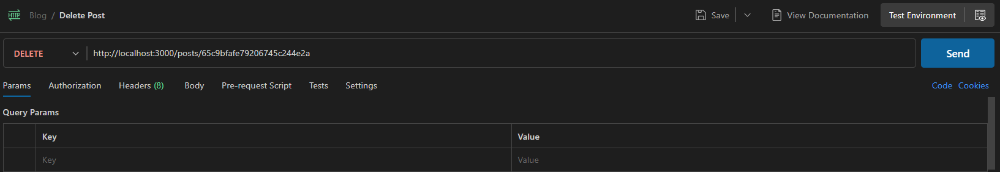 HTTP Blog / Delete Post Save View Documentation Test Environment
DELETE http://localhost:3000/posts/65c9bfafe79206745c244e2a Send
Params Authorization Headers (8) Body Pre-request Script Tests Settings Code Cookies
Query Params
Key Value
Key Value